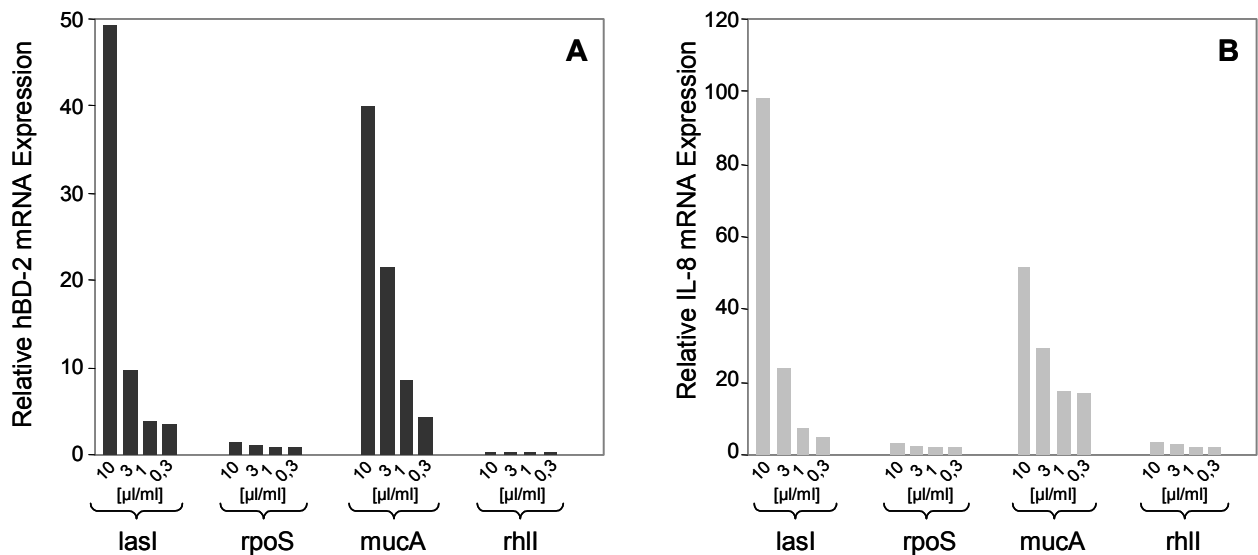 A
Relative hBD-2 mRNA Expression
50
40
30
20
10
0
10 3 1 0,3
[µl/ml]
lasI
10 3 1 0,3
[µl/ml]
rpoS
10 3 1 0,3
[µl/ml]
mucA
10 3 1 0,3
[µl/ml]
rhlI
B
Relative IL-8 mRNA Expression
120
100
80
60
40
20
0
10 3 1 0,3
[µl/ml]
lasI
10 3 1 0,3
[µl/ml]
rpoS
10 3 1 0,3
[µl/ml]
mucA
10 3 1 0,3
[µl/ml]
rhlI